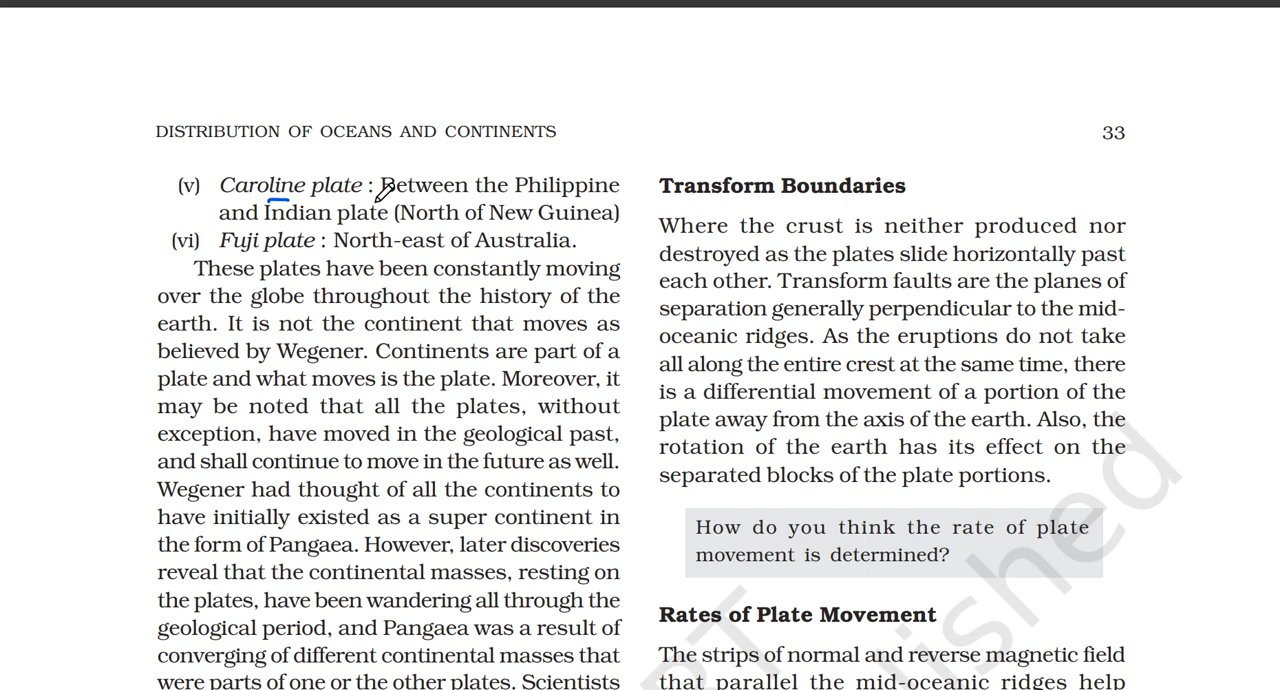 DISTRIBUTION OF OCEANS AND CONTINENTS
33
(v) Caroline plate : Between the Philippine
and Indian plate (North of New Guinea)
(vi) Fuji plate : North-east of Australia.
These plates have been constantly moving
over the globe throughout the history of the
earth. It is not the continent that moves as
believed by Wegener. Continents are part of a
plate and what moves is the plate. Moreover, it
may be noted that all the plates, without
exception, have moved in the geological past,
and shall continue to move in the future as well.
Wegener had thought of all the continents to
have initially existed as a super continent in
the form of Pangaea. However, later discoveries
reveal that the continental masses, resting on
the plates, have been wandering all through the
geological period, and Pangaea was a result of
converging of different continental masses that
were parts of one or the other plates. Scientists
Transform Boundaries
Where the crust is neither produced nor
destroyed as the plates slide horizontally past
each other. Transform faults are the planes of
separation generally perpendicular to the mid-
oceanic ridges. As the eruptions do not take
all along the entire crest at the same time, there
is a differential movement of a portion of the
plate away from the axis of the earth. Also, the
rotation of the earth has its effect on the
separated blocks of the plate portions.
How do you think the rate of plate
movement is determined?
Rates of Plate Movement
The strips of normal and reverse magnetic field
that parallel the mid-oceanic ridges help